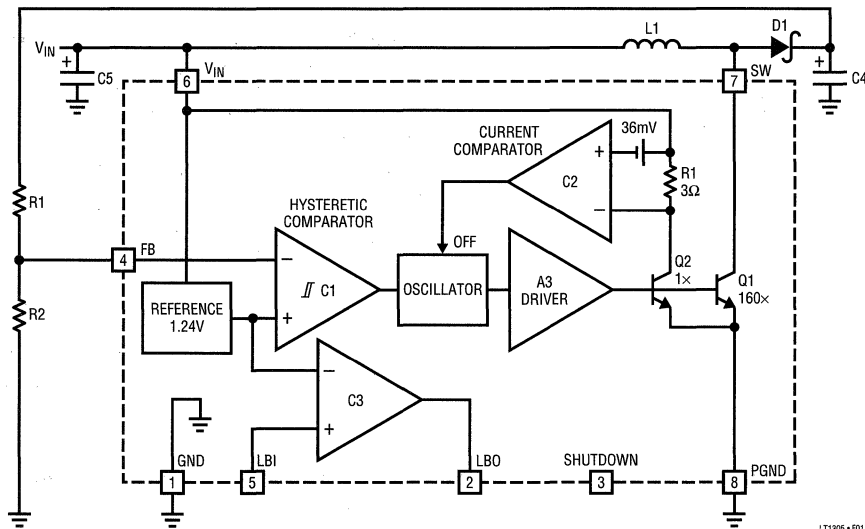 L1
D1
VIN
VIN
6
7
SW
+
C5
+
C4
CURRENT
COMPARATOR
36mV
+
C2
−
R1
3Ω
R1
HYSTERETIC
COMPARATOR
OFF
4
FB
−
C1
+
OSCILLATOR
A3
DRIVER
Q2
1×
Q1
160×
REFERENCE
1.24V
R2
−
C3
+
GND
LBI
LBO
SHUTDOWN
PGND
1
5
2
3
8
LT1305 • F01